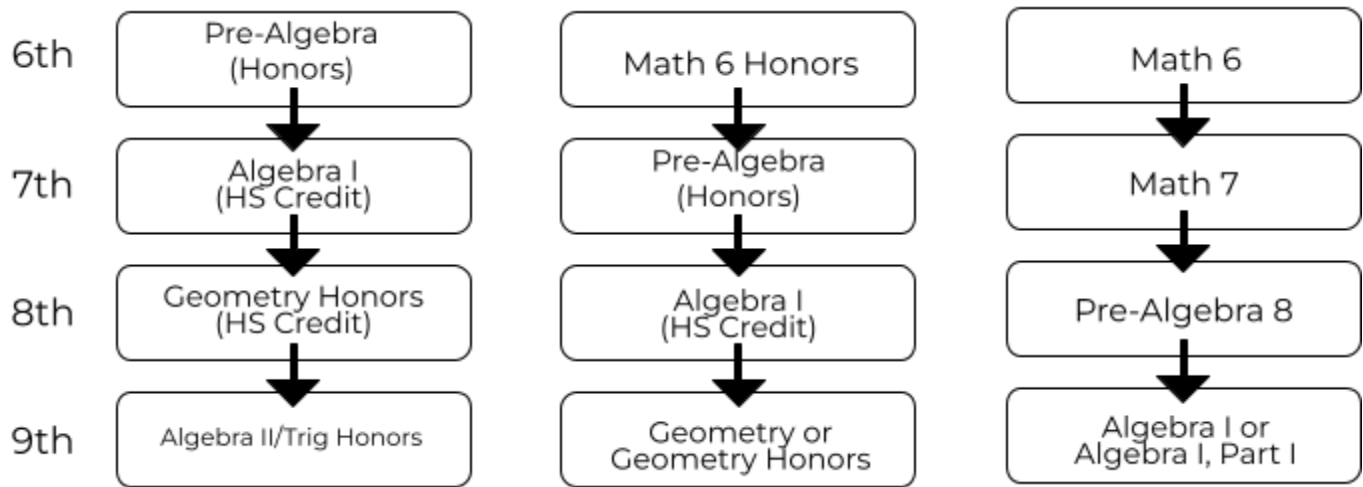 6th
Pre-Algebra
(Honors)
Math 6 Honors
Math 6
7th
Algebra I
(HS Credit)
Pre-Algebra
(Honors)
Math 7
8th
Geometry Honors
(HS Credit)
Algebra I
(HS Credit)
Pre-Algebra 8
9th
Algebra II/Trig Honors
Geometry or
Geometry Honors
Algebra I or
Algebra I, Part I